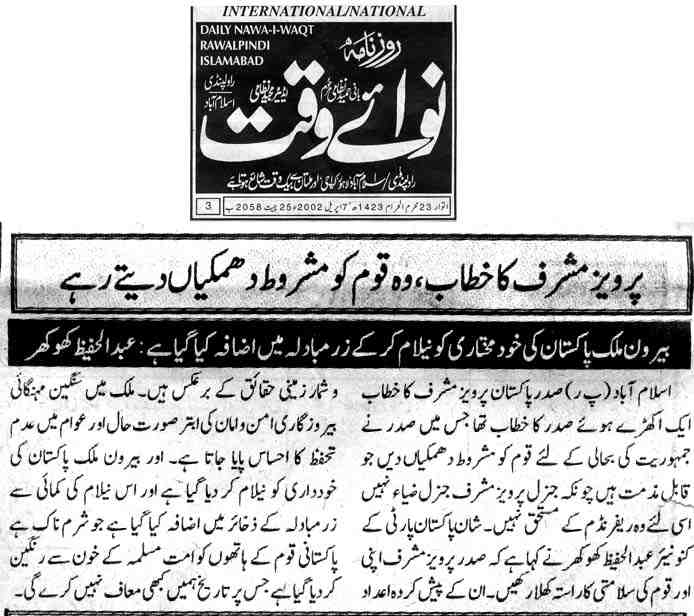 INTERNATIONAL/NATIONAL
DAILY NAWA-I-WAQT
RAWALPINDI
ISLAMABAD
روزنامہ
نوائے وقت
بانی حمید نظامی مرحوم
ایڈیٹر مجید نظامی
راولپنڈی
اسلام آباد
راولپنڈی/اسلام آباد لاہور کراچی اور ملتان سے بیک وقت شائع ہوتا ہے
اتوار 23 محرم الحرام 1423ھ 7 اپریل 2002ء 25 چیت 2058 ب
3
پرویز مشرف کا خطاب، وہ قوم کو مشروط دھمکیاں دیتے رہے
بیرون ملک پاکستان کی خود مختاری کو نیلام کر کے زرمبادلہ میں اضافہ کیا گیا ہے: عبدالحفیظ کھوکھر
اسلام آباد (پ ر) صدر پاکستان پرویز مشرف کا خطاب
ایک اکھڑے ہوئے صدر کا خطاب تھا جس میں صدر نے
جمہوریت کی بحالی کے لئے قوم کو مشروط دھمکیاں دیں جو
قابل مذمت ہیں چونکہ جنرل پرویز مشرف جنرل ضیاء نہیں
اسی لئے وہ ریفرنڈم کے مستحق نہیں۔ شان پاکستان پارٹی کے
کنوینئر عبدالحفیظ کھوکھر نے کہا ہے کہ صدر پرویز مشرف اپنی
اور قوم کی سلامتی کا راستہ کھلا رکھیں۔ ان کے پیش کردہ اعداد
و شمار زمینی حقائق کے برعکس ہیں۔ ملک میں سنگین مہنگائی
بیروزگاری امن و امان کی ابتر صورت حال اور عوام میں عدم
تحفظ کا احساس پایا جاتا ہے۔ اور بیرون ملک پاکستان کی
خودداری کو نیلام کر دیا گیا ہے اور اس نیلام کی کمائی سے
زرمبادلہ کے ذخائر میں اضافہ کیا گیا ہے جو شرم ناک ہے
پاکستانی قوم کے ہاتھوں کو امت مسلمہ کے خون سے رنگین
کر دیا گیا ہے جس پر تاریخ ہمیں کبھی معاف نہیں کرے گی۔